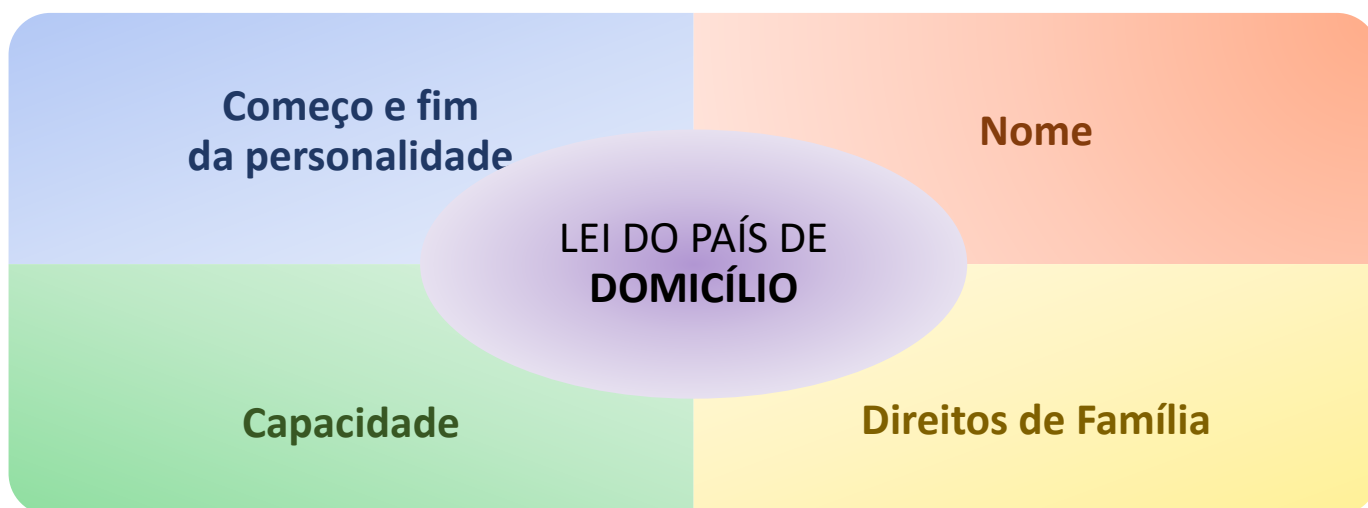 Começo e fim
da personalidade
Nome
LEI DO PAÍS DE
DOMICÍLIO
Capacidade
Direitos de Família